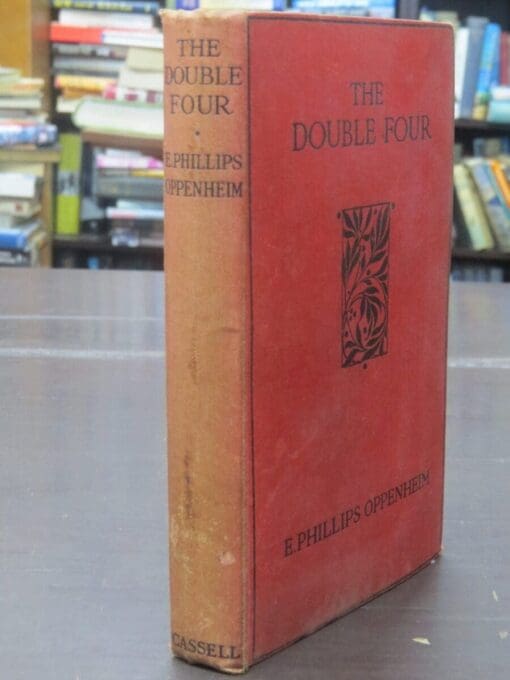 THE
DOUBLE
FOUR
·
E. PHILLIPS
OPPENHEIM
CASSELL
THE
DOUBLE FOUR
E. PHILLIPS OPPENHEIM